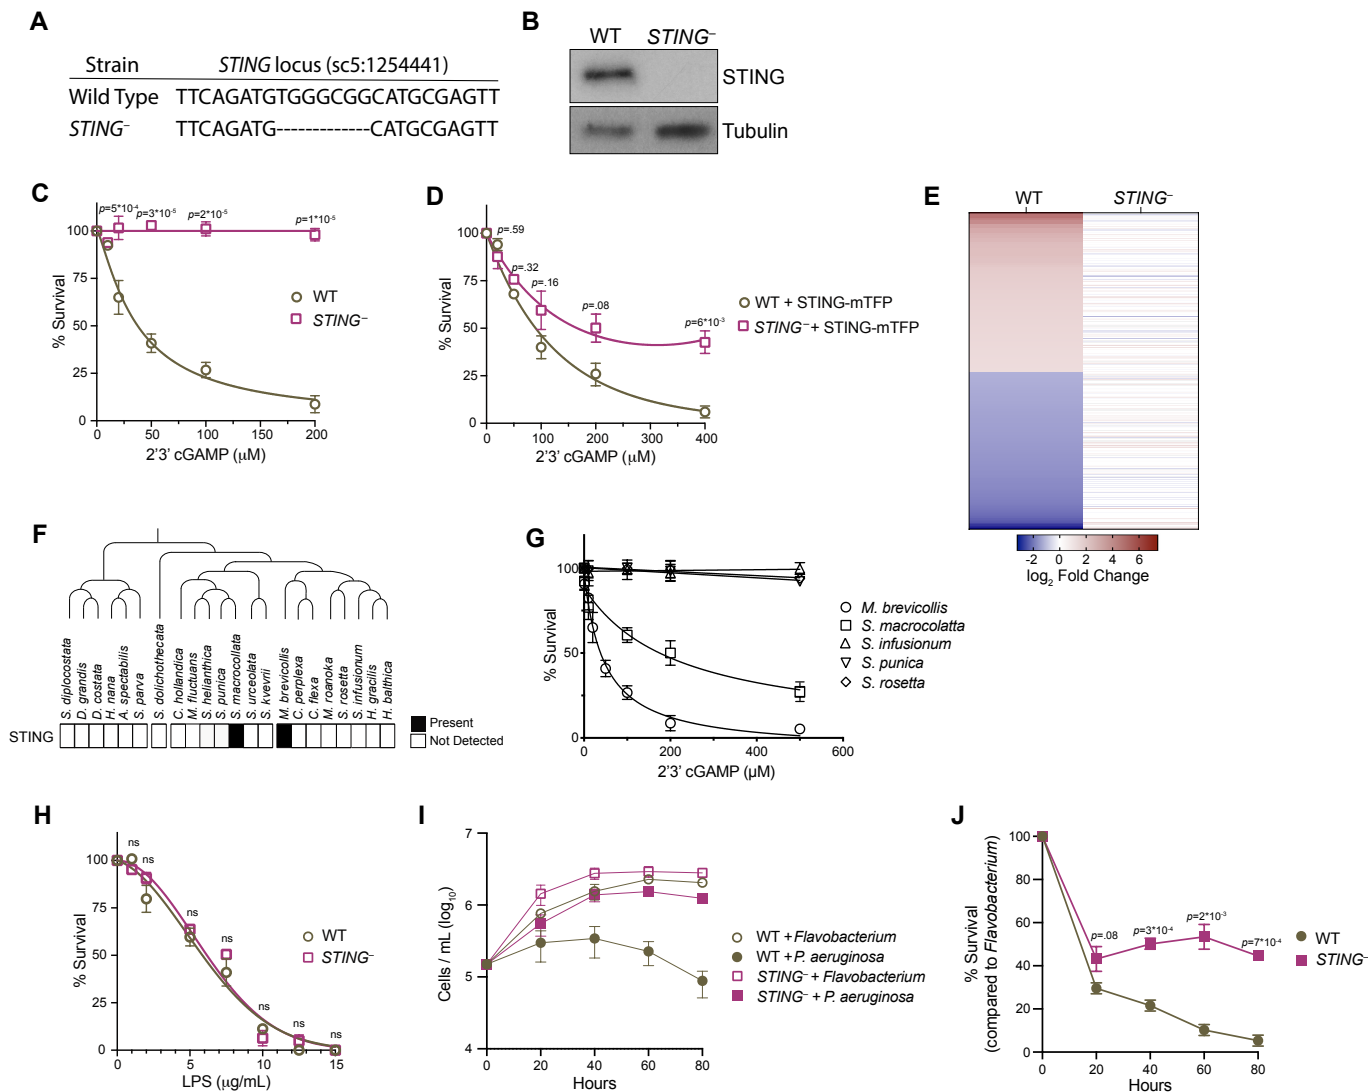 A
Strain STING locus (sc5:1254441)
Wild Type TTCAGATGTGGGCGGCATGCGAGTT
STING– TTCAGATG-------------CATGCGAGTT
B
WT STING–
STING
Tubulin
C
p=5*10-4 p=3*10-5 p=2*10-5 p=1*10-5
100
75
50
25
0
% Survival
0 50 100 150 200
2'3' cGAMP (μM)
WT
STING–
D
p=.59
p=.32
p=.16
p=.08
p=6*10-3
100
75
50
25
0
% Survival
0 100 200 300 400
2'3' cGAMP (μM)
WT + STING-mTFP
STING– + STING-mTFP
E
WT STING–
-2 0 2 4 6
log2 Fold Change
F
S. diplocostata
D. grandis
D. costata
H. nana
A. spectabilis
S. parva
S. dolichothecata
C. hollandica
M. fluctuans
S. helianthica
S. punica
S. macrocollata
S. urceolata
S. kvevrii
M. brevicollis
C. perplexa
C. flexa
M. roanoka
S. rosetta
S. infusionum
H. gracilis
H. balthica
STING
Present
Not Detected
G
100
50
0
% Survival
0 200 400 600
2'3' cGAMP (μM)
M. brevicollis
S. macrocolatta
S. infusionum
S. punica
S. rosetta
H
ns ns ns ns ns ns ns
100
75
50
25
0
% Survival
0 5 10 15
LPS (μg/mL)
WT
STING–
I
7
6
5
4
Cells / mL (log10)
0 20 40 60 80
Hours
WT + Flavobacterium
WT + P. aeruginosa
STING– + Flavobacterium
STING– + P. aeruginosa
J
100
80
60
40
20
0
% Survival
(compared to Flavobacterium)
p=.08 p=3*10-4 p=2*10-3 p=7*10-4
0 20 40 60 80
Hours
WT
STING–